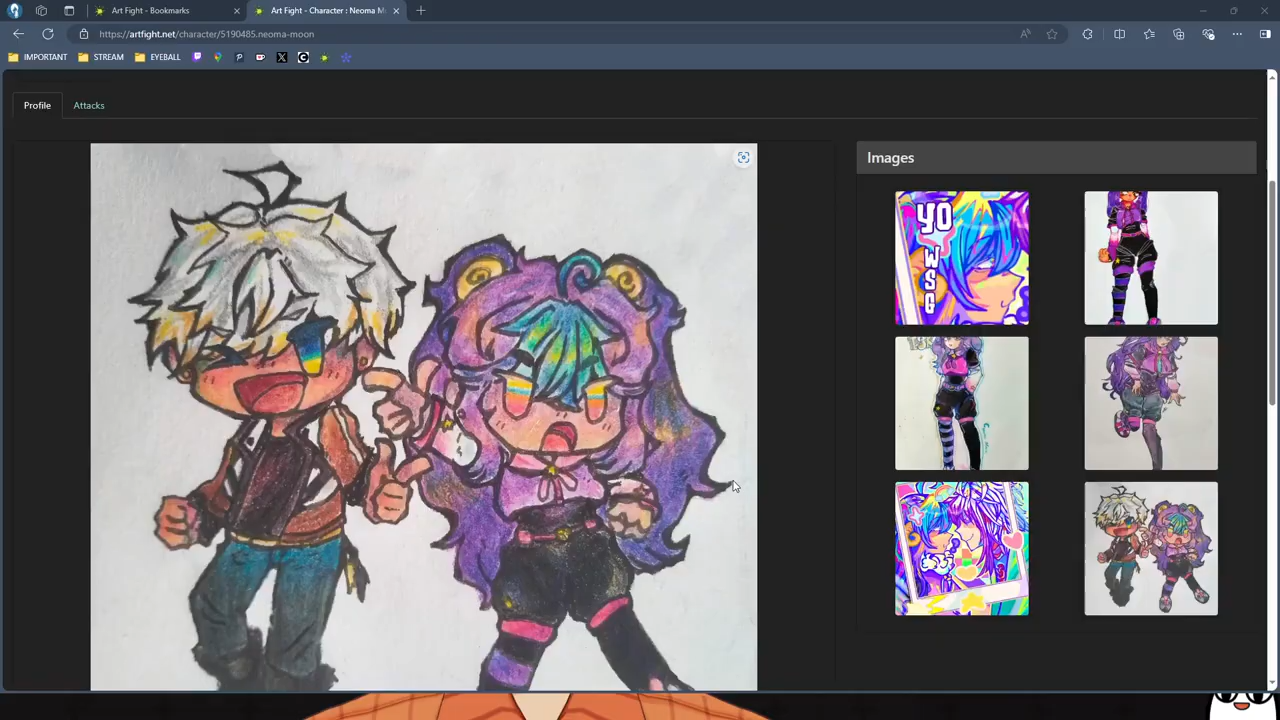 Art Fight - Bookmarks
Art Fight - Character : Neoma M
https://artfight.net/character/5190485.neoma-moon
IMPORTANT
STREAM
EYEBALL
Profile
Attacks
Images
YO
WSG